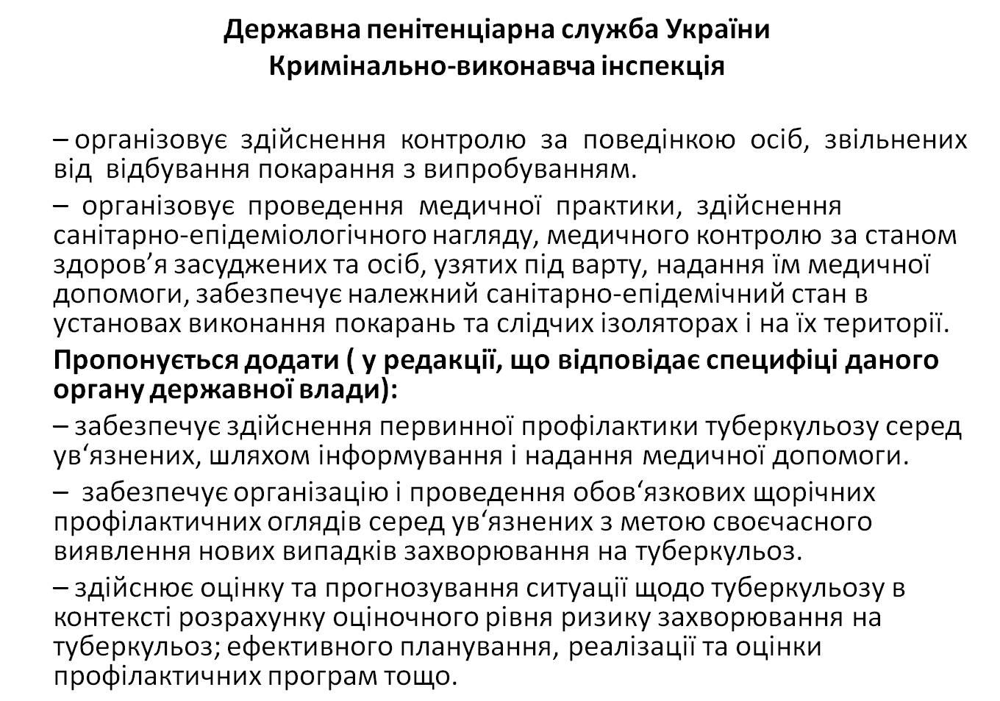 Державна пенітенціарна служба України
Кримінально-виконавча інспекція
– організовує здійснення контролю за поведінкою осіб, звільнених
від відбування покарання з випробуванням.
– організовує проведення медичної практики, здійснення
санітарно-епідеміологічного нагляду, медичного контролю за станом
здоров’я засуджених та осіб, узятих під варту, надання їм медичної
допомоги, забезпечує належний санітарно-епідемічний стан в
установах виконання покарань та слідчих ізоляторах і на їх території.
Пропонується додати ( у редакції, що відповідає специфіці даного
органу державної влади):
– забезпечує здійснення первинної профілактики туберкульозу серед
ув‘язнених, шляхом інформування і надання медичної допомоги.
– забезпечує організацію і проведення обов‘язкових щорічних
профілактичних оглядів серед ув‘язнених з метою своєчасного
виявлення нових випадків захворювання на туберкульоз.
– здійснює оцінку та прогнозування ситуації щодо туберкульозу в
контексті розрахунку оціночного рівня ризику захворювання на
туберкульоз; ефективного планування, реалізації та оцінки
профілактичних програм тощо.